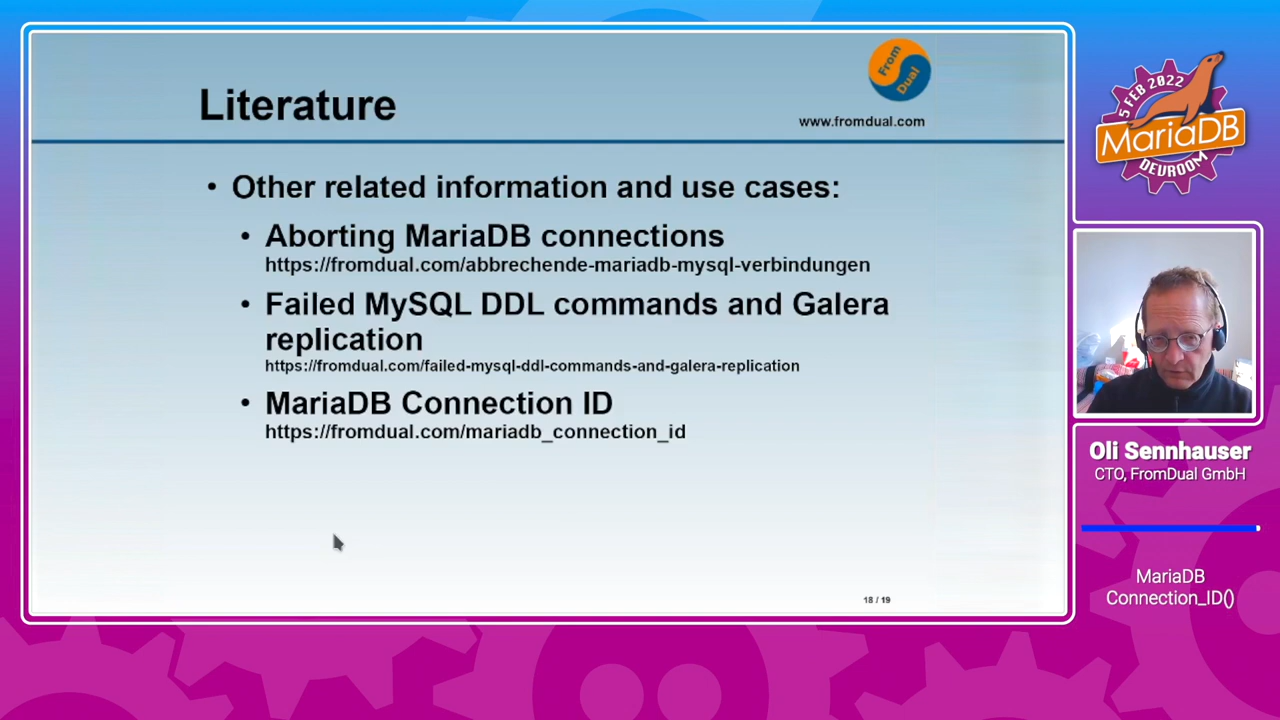 Literature
From
Dual
www.fromdual.com
• Other related information and use cases:
• Aborting MariaDB connections
https://fromdual.com/abbrechende-mariadb-mysql-verbindungen
• Failed MySQL DDL commands and Galera
replication
https://fromdual.com/failed-mysql-ddl-commands-and-galera-replication
• MariaDB Connection ID
https://fromdual.com/mariadb_connection_id
18 / 19
5 FEB 2022
MariaDB
DEVROOM
Oli Sennhauser
CTO, FromDual GmbH
MariaDB
Connection_ID()